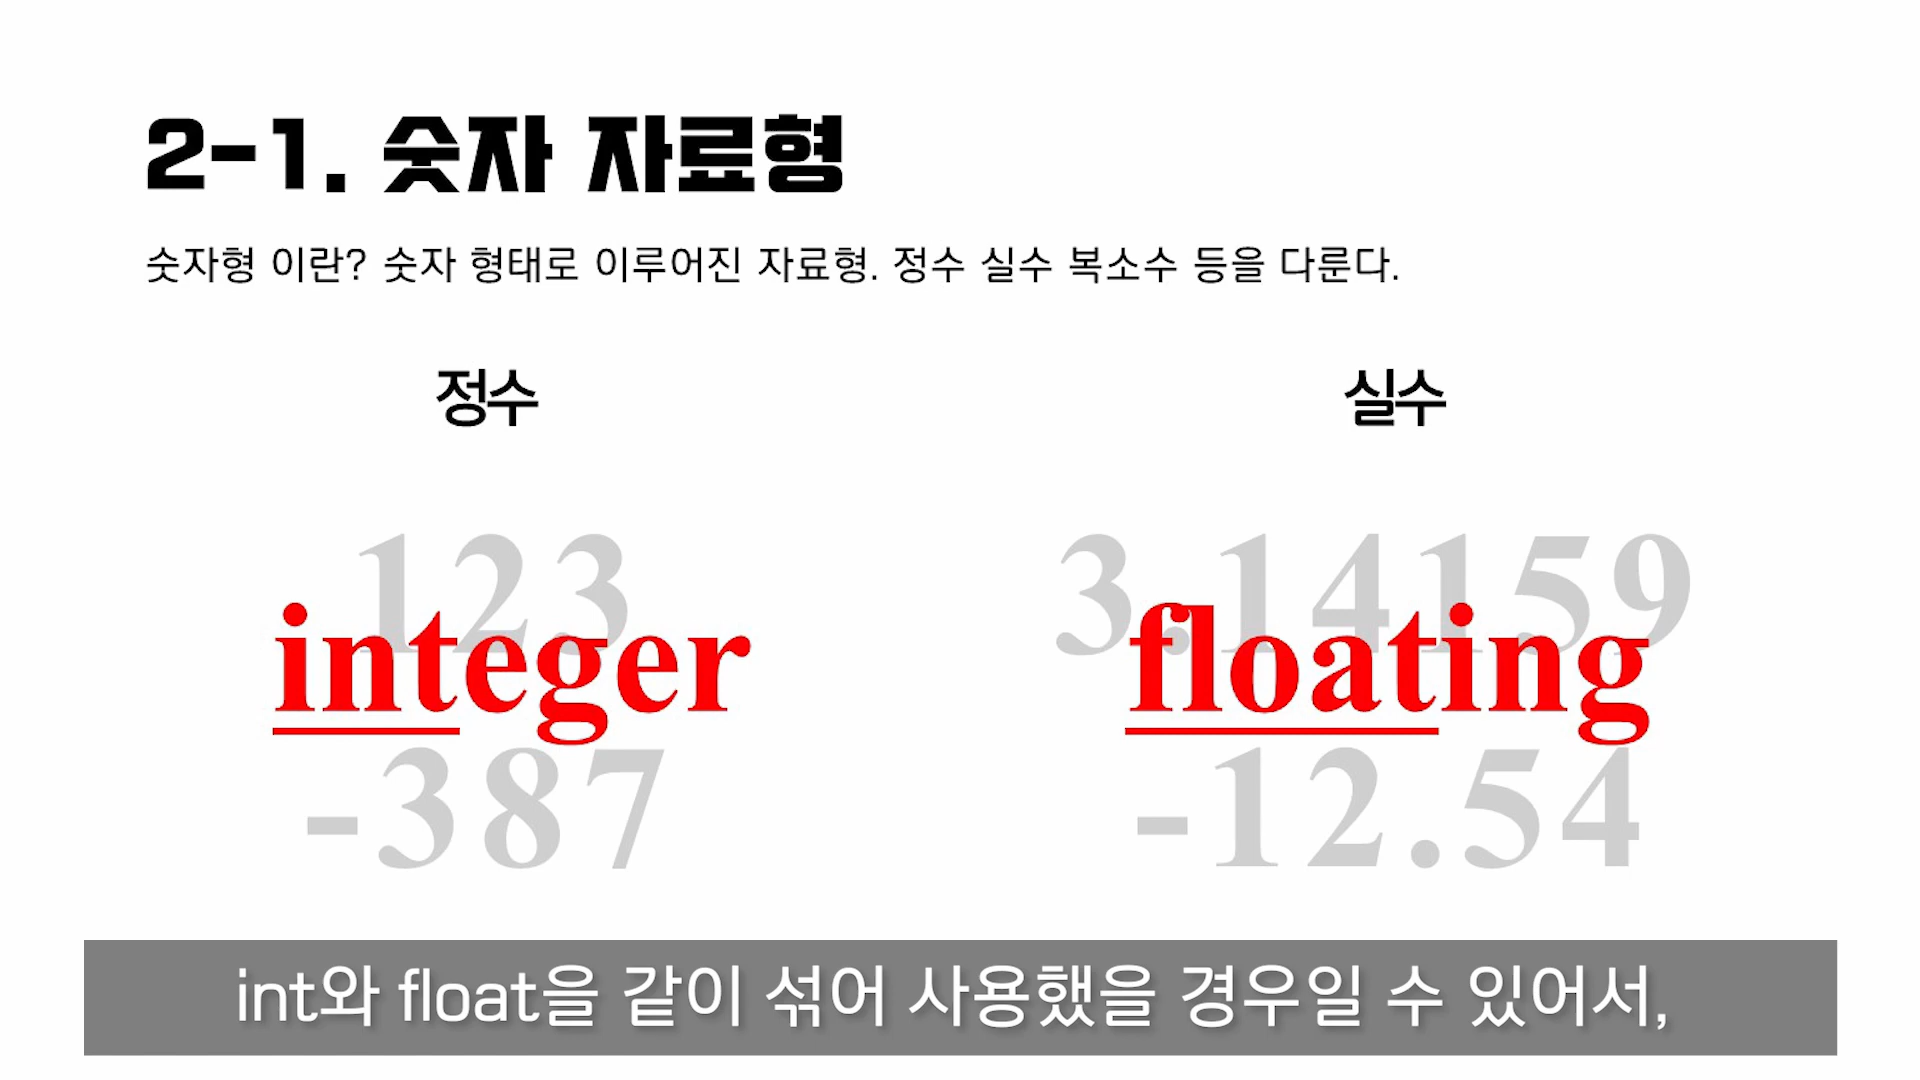 2-1. 숫자 자료형
숫자형 이란? 숫자 형태로 이루어진 자료형. 정수 실수 복소수 등을 다룬다.
정수
실수
123
3.14159
integer
floating
-387
-12.54
int와 float을 같이 섞어 사용했을 경우일 수 있어서,